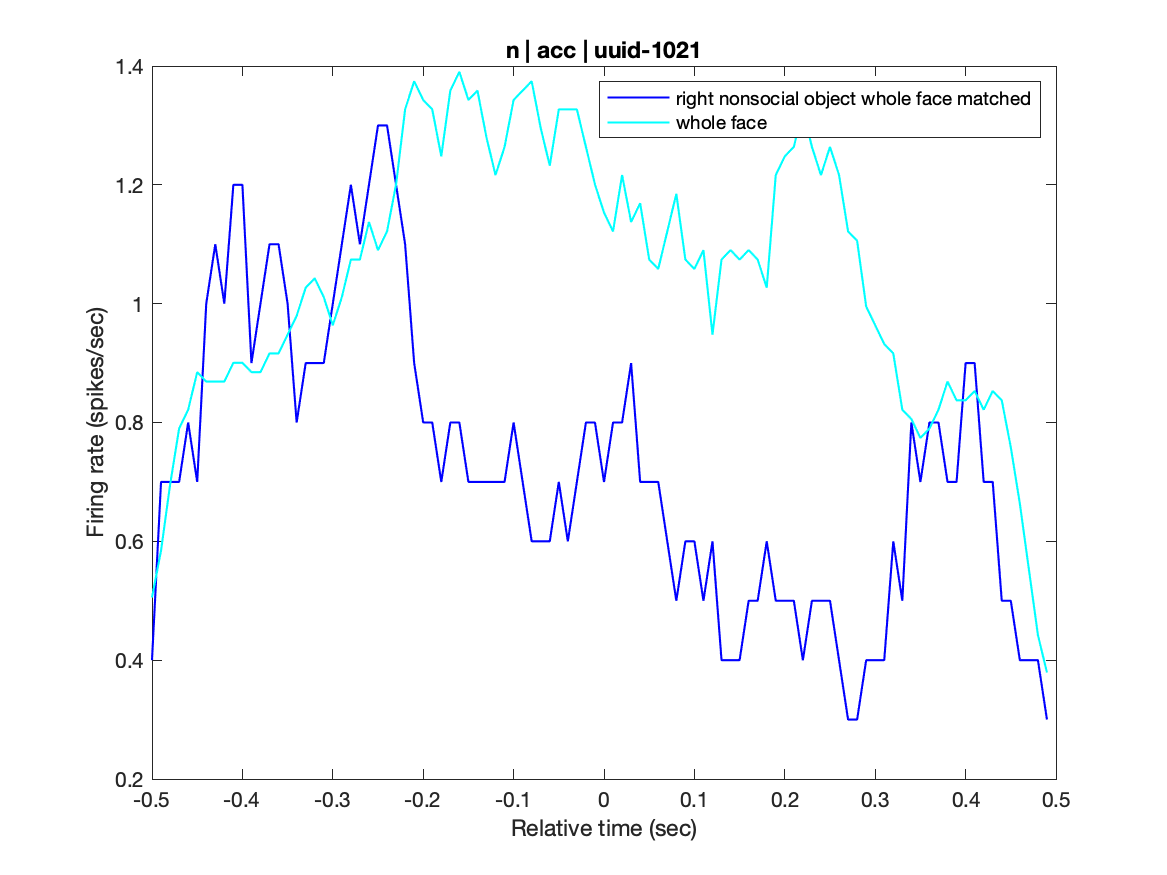 n | acc | uuid-1021
1.4
1.2
1
0.8
0.6
0.4
0.2
Firing rate (spikes/sec)
right nonsocial object whole face matched
whole face
-0.5 -0.4 -0.3 -0.2 -0.1 0 0.1 0.2 0.3 0.4 0.5
Relative time (sec)